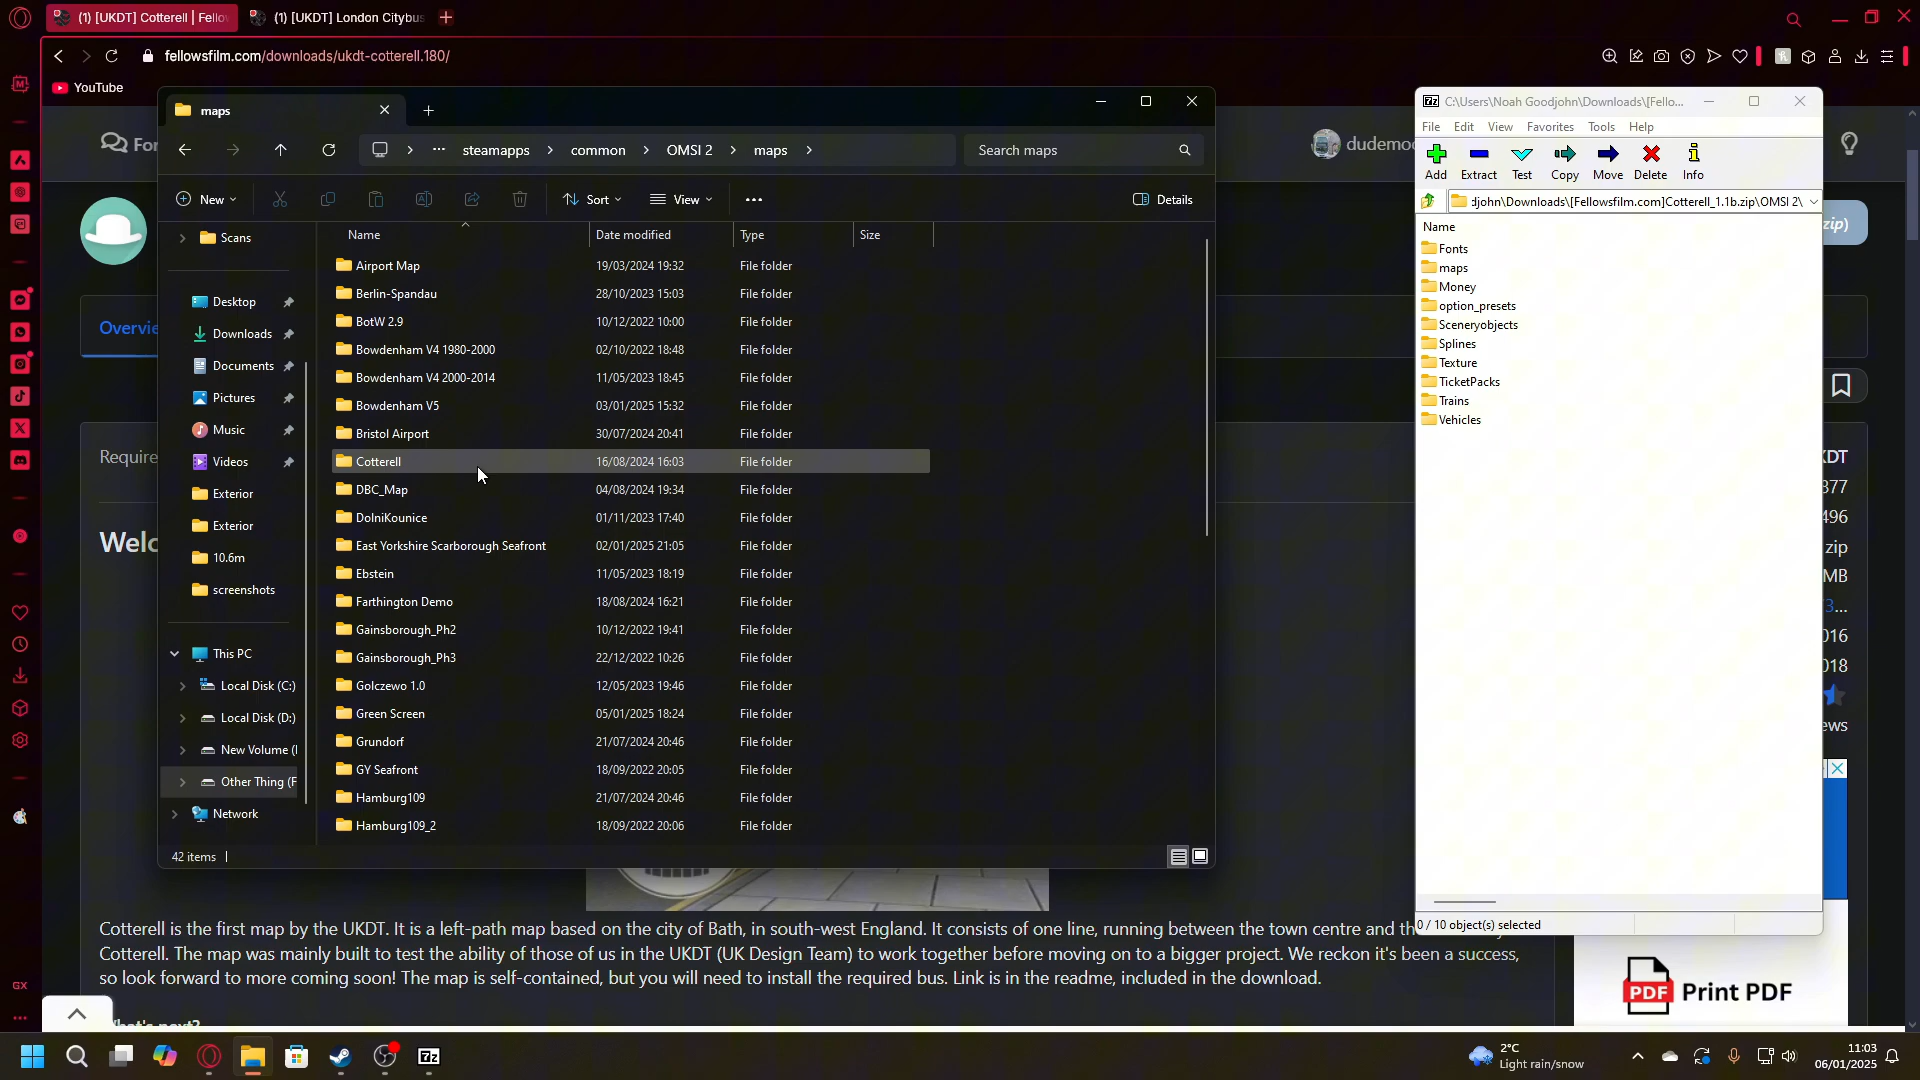 (1) [UKDT] Cotterell | Fello
(1) [UKDT] London Citybus
fellowsfilm.com/downloads/ukdt-cotterell.180/
YouTube
maps
steamapps
common
OMSI 2
maps
Search maps
New
Sort
View
Details
Scans
Desktop
Downloads
Documents
Pictures
Music
Videos
Exterior
Exterior
10.6m
screenshots
This PC
Local Disk (C:)
Local Disk (D:)
New Volume (
Other Thing (F
Network
Name Date modified Type Size
Airport Map 19/03/2024 19:32 File folder
Berlin-Spandau 28/10/2023 15:03 File folder
BotW 2.9 10/12/2022 10:00 File folder
Bowdenham V4 1980-2000 02/10/2022 18:48 File folder
Bowdenham V4 2000-2014 11/05/2023 18:45 File folder
Bowdenham V5 03/01/2025 15:32 File folder
Bristol Airport 30/07/2024 20:41 File folder
Cotterell 16/08/2024 16:03 File folder
DBC_Map 04/08/2024 19:34 File folder
DolniKounice 01/11/2023 17:40 File folder
East Yorkshire Scarborough Seafront 02/01/2025 21:05 File folder
Ebstein 11/05/2023 18:19 File folder
Farthington Demo 18/08/2024 16:21 File folder
Gainsborough_Ph2 10/12/2022 19:41 File folder
Gainsborough_Ph3 22/12/2022 10:26 File folder
Golczewo 1.0 12/05/2023 19:46 File folder
Green Screen 05/01/2025 18:24 File folder
Grundorf 21/07/2024 20:46 File folder
GY Seafront 18/09/2022 20:05 File folder
Hamburg109 21/07/2024 20:46 File folder
Hamburg109_2 18/09/2022 20:06 File folder
42 items
For
dudemoc
Overvie
Require
Welc
7z C:\Users\Noah Goodjohn\Downloads\[Fello...
File Edit View Favorites Tools Help
Add Extract Test Copy Move Delete Info
:djohn\Downloads\[Fellowsfilm.com]Cotterell_1.1b.zip\OMSI 2\
Name
Fonts
maps
Money
option_presets
Sceneryobjects
Splines
Texture
TicketPacks
Trains
Vehicles
0 / 10 object(s) selected
zip)
KDT
377
496
zip
MB
3...
016
018
ews
Cotterell is the first map by the UKDT. It is a left-path map based on the city of Bath, in south-west England. It consists of one line, running between the town centre and th
Cotterell. The map was mainly built to test the ability of those of us in the UKDT (UK Design Team) to work together before moving on to a bigger project. We reckon it's been a success,
so look forward to more coming soon! The map is self-contained, but you will need to install the required bus. Link is in the readme, included in the download.
What's next?
PDF Print PDF
GX
7z
2°C
Light rain/snow
11:03
06/01/2025